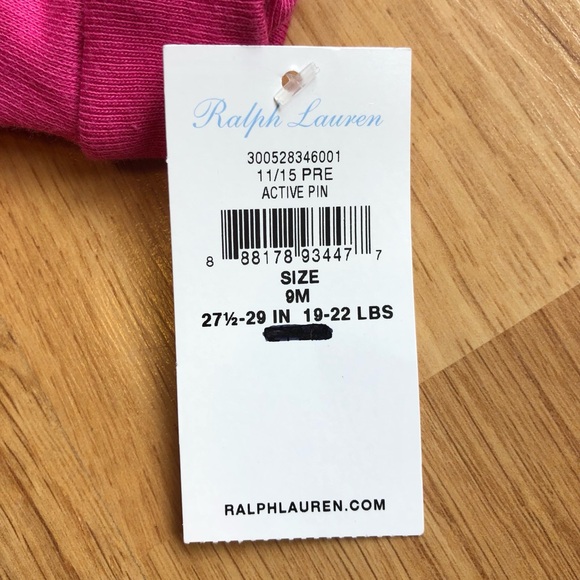 Ralph Lauren
300528346001
11/15 PRE
ACTIVE PIN
8 88178 93447 7
SIZE
9M
27½-29 IN 19-22 LBS
RALPHLAUREN.COM